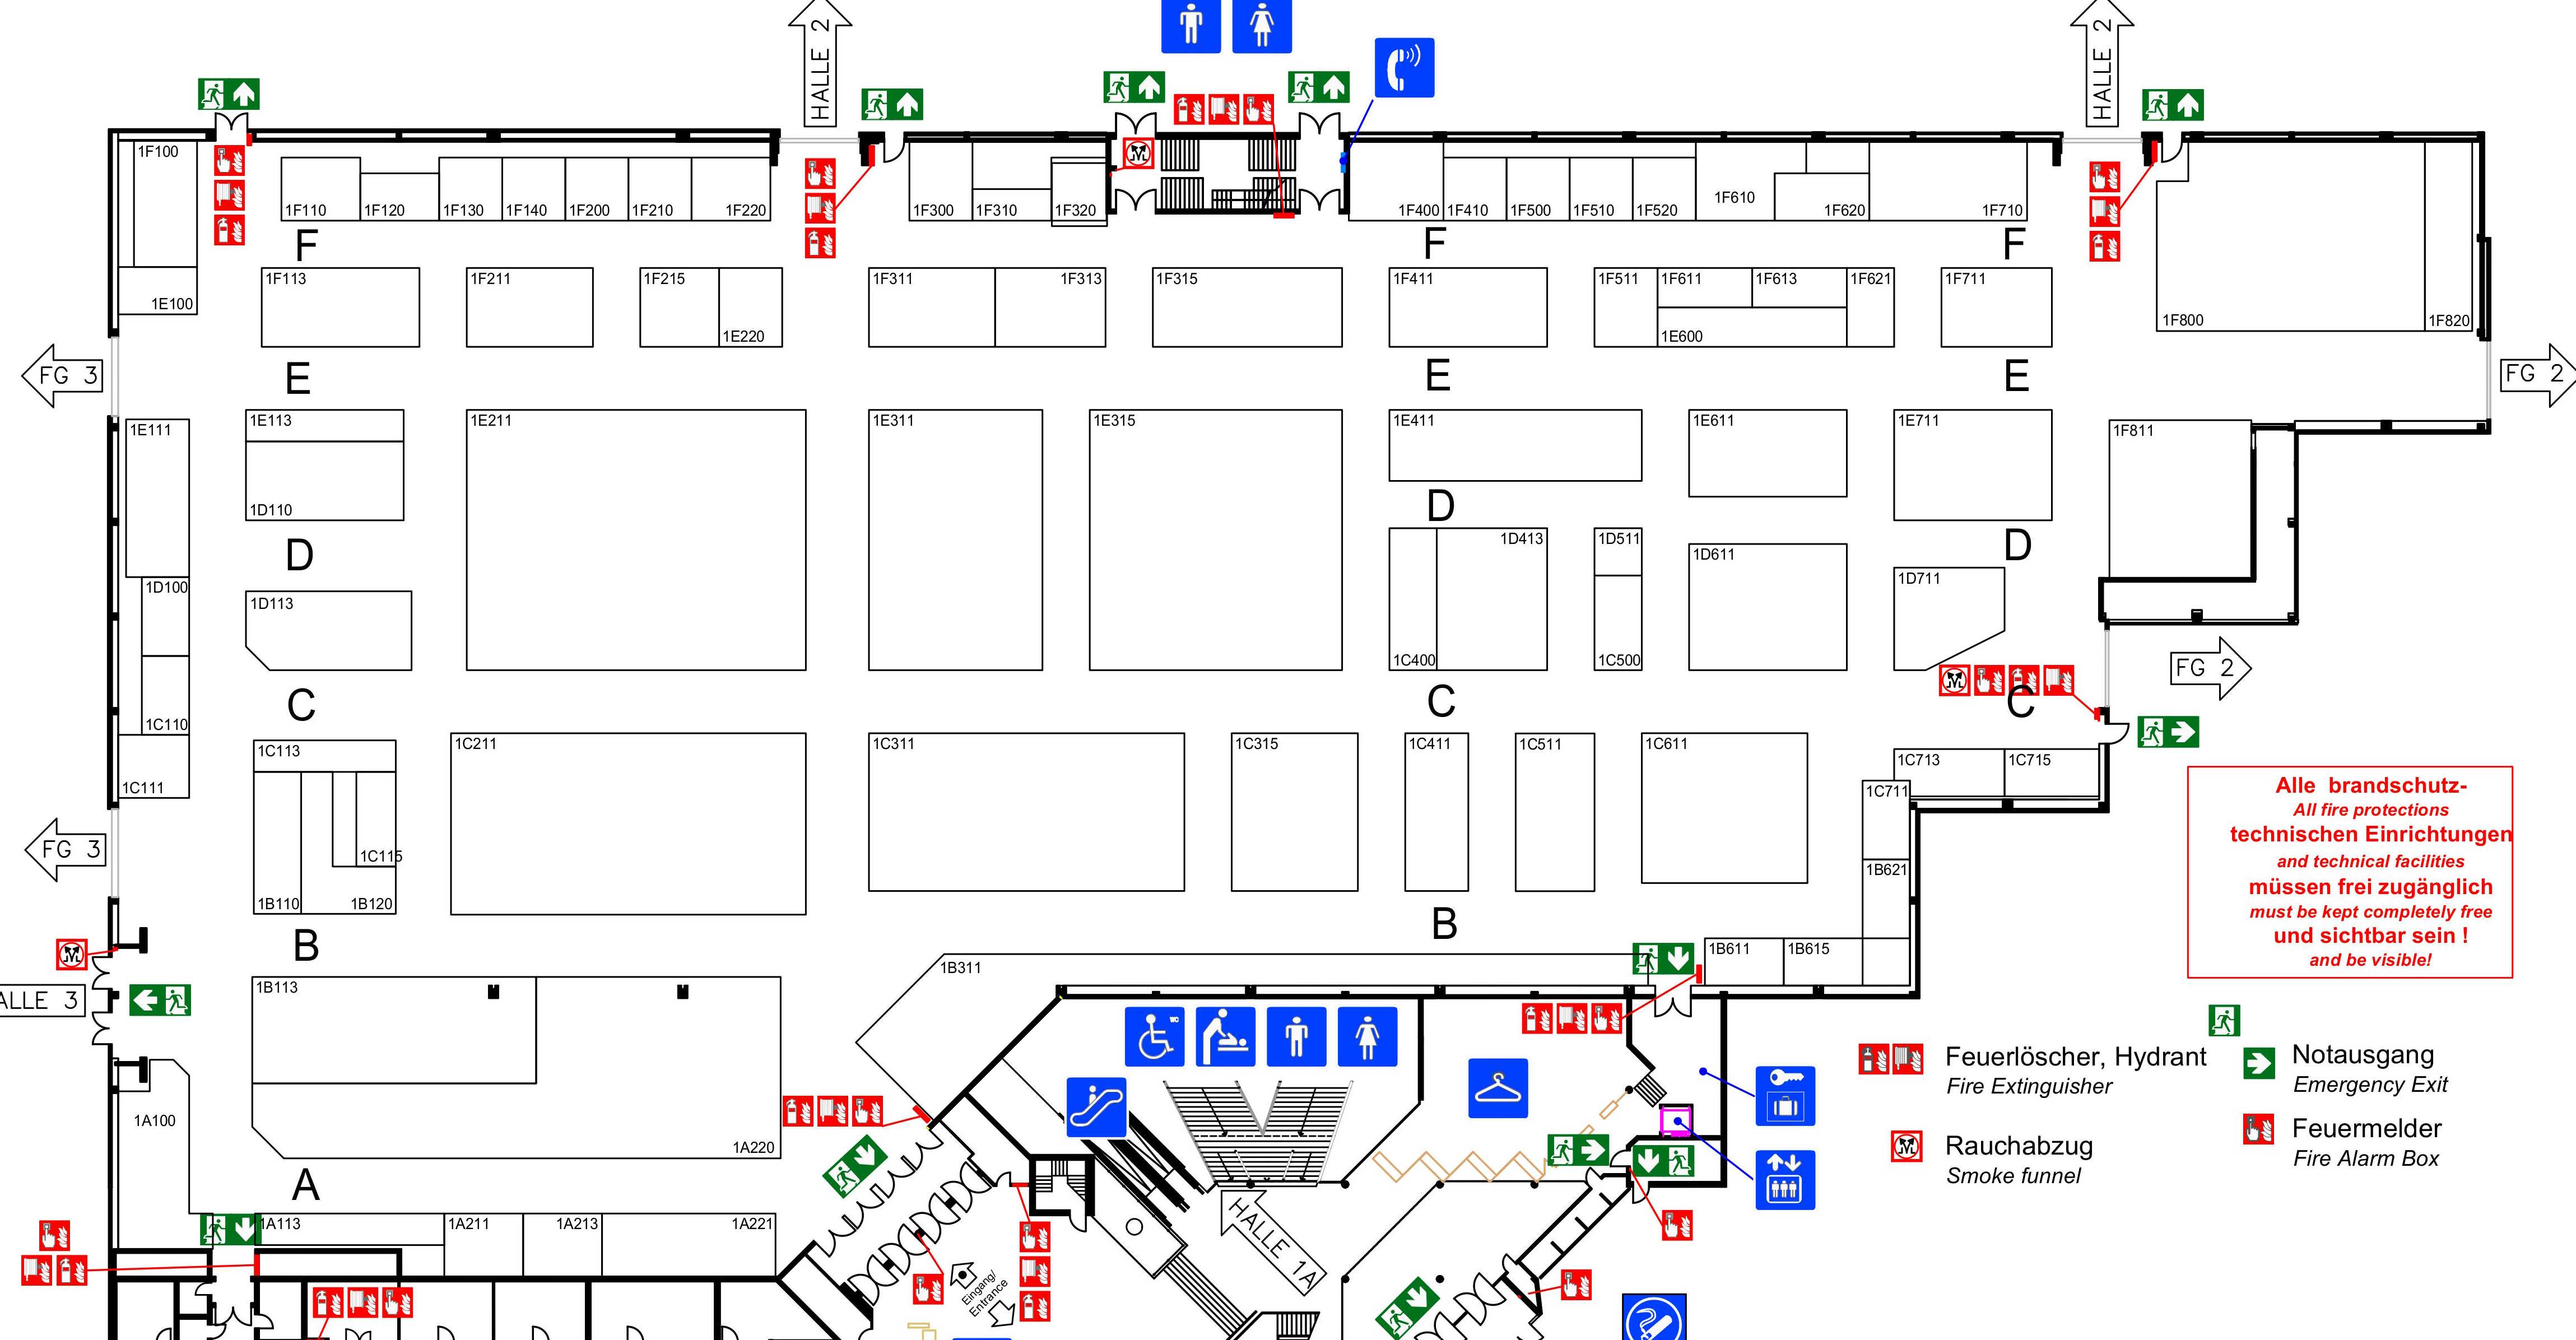 HALLE 2
HALLE 2
1F100
1F110
1F120
1F130
1F140
1F200
1F210
1F220
1F300
1F310
1F320
1F400
1F410
1F500
1F510
1F520
1F610
1F620
1F710
F
F
F
1E100
1F113
1F211
1F215
1E220
1F311
1F313
1F315
1F411
1F511
1F611
1F613
1F621
1E600
1F711
1F800
1F820
FG 3
E
E
E
FG 2
1E111
1E113
1D110
1E211
1E311
1E315
1E411
1E611
1E711
1F811
D
D
D
1D100
1D113
1C400
1D413
1D511
1C500
1D611
1D711
FG 2
C
C
C
1C110
1C111
1C113
1C115
1B110
1B120
1C211
1C311
1C315
1C411
1C511
1C611
1C713
1C715
1C711
1B621
FG 3
Alle brandschutz-
All fire protections
technischen Einrichtungen
and technical facilities
müssen frei zugänglich
must be kept completely free
und sichtbar sein !
and be visible!
B
B
1B311
1B611
1B615
ALLE 3
1B113
1A220
1A100
WC
A
1A113
1A211
1A213
1A221
HALLE 1A
Eingang/
Entrance
Feuerlöscher, Hydrant
Fire Extinguisher
Notausgang
Emergency Exit
Rauchabzug
Smoke funnel
Feuermelder
Fire Alarm Box